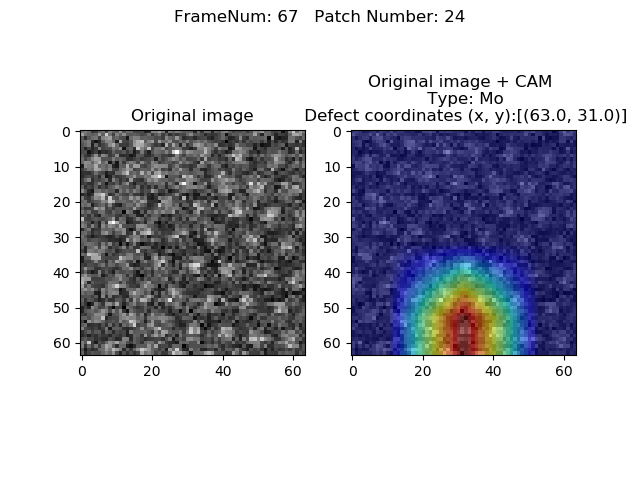 FrameNum: 67   Patch Number: 24
Original image
0
10
20
30
40
50
60
0 20 40 60
Original image + CAM
Type: Mo
Defect coordinates (x, y):[(63.0, 31.0)]
0
10
20
30
40
50
60
0 20 40 60